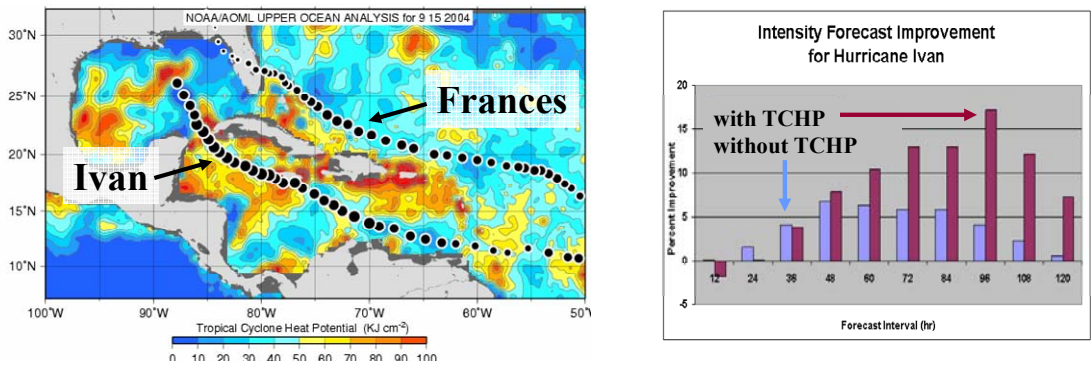 NOAA/AOML UPPER OCEAN ANALYSIS for 9 15 2004
30°N
25°N
20°N
15°N
10°N
Frances
Ivan
100°W 90°W 80°W 70°W 60°W 50°W
Tropical Cyclone Heat Potential (KJ cm-2)
0 10 20 30 40 50 60 70 80 90 100
Intensity Forecast Improvement
for Hurricane Ivan
Percent Improvement
20
15
10
5
0
-5
with TCHP
without TCHP
12 24 36 48 60 72 84 96 108 120
Forecast Interval (hr)